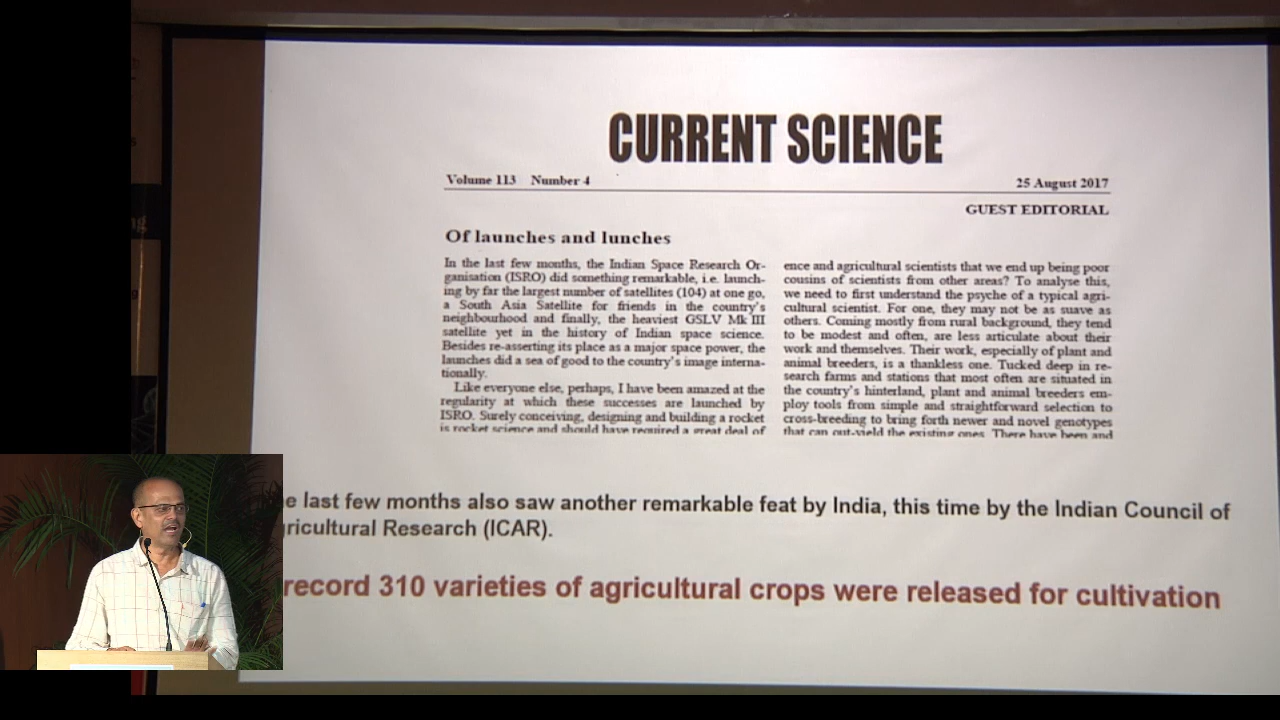 CURRENT SCIENCE
Volume 113 Number 4
25 August 2017
GUEST EDITORIAL
Of launches and lunches
In the last few months, the Indian Space Research Or-
ganisation (ISRO) did something remarkable, i.e. launch-
ing by far the largest number of satellites (104) at one go,
a South Asia Satellite for friends in the country's
neighbourhood and finally, the heaviest GSLV Mk III
satellite yet in the history of Indian space science.
Besides re-asserting its place as a major space power, the
launches did a sea of good to the country's image interna-
tionally.
Like everyone else, perhaps, I have been amazed at the
regularity at which these successes are launched by
ISRO. Surely conceiving, designing and building a rocket
is rocket science and should have required a great deal of
ence and agricultural scientists that we end up being poor
cousins of scientists from other areas? To analyse this,
we need to first understand the psyche of a typical agri-
cultural scientist. For one, they may not be as suave as
others. Coming mostly from rural background, they tend
to be modest and often, are less articulate about their
work and themselves. Their work, especially of plant and
animal breeders, is a thankless one. Tucked deep in re-
search farms and stations that most often are situated in
the country's hinterland, plant and animal breeders em-
ploy tools from simple and straightforward selection to
cross-breeding to bring forth newer and novel genotypes
that can out-yield the existing ones. There have been and
e last few months also saw another remarkable feat by India, this time by the Indian Council of
ricultural Research (ICAR).
record 310 varieties of agricultural crops were released for cultivation